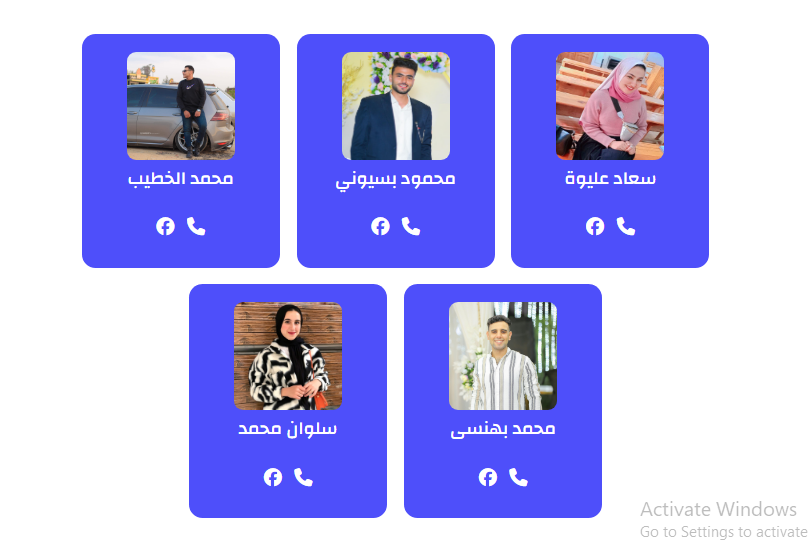 سعاد عليوة
محمود بسيوني
محمد الخطيب
محمد بهنسى
سلوان محمد
Activate Windows
Go to Settings to activate